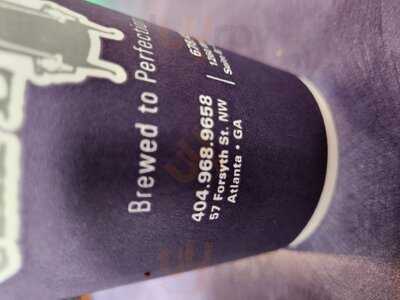 Brewed to Perfection
404.968.9658
57 Forsyth St. NW
Atlanta • GA